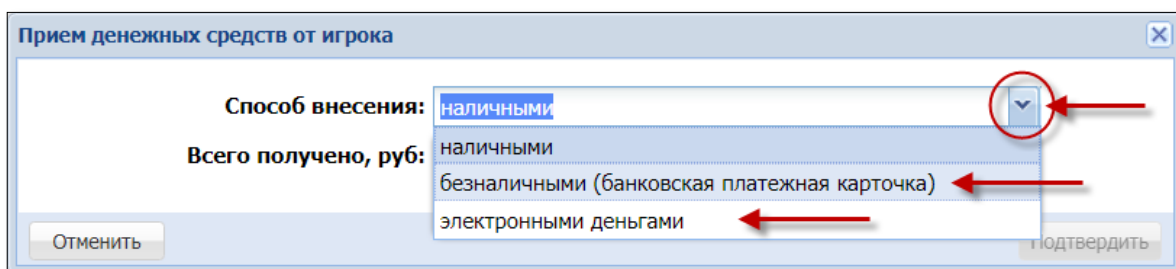 Прием денежных средств от игрока
Способ внесения: наличными
Всего получено, руб: наличными
безналичными (банковская платежная карточка)
электронными деньгами
Отменить Подтвердить